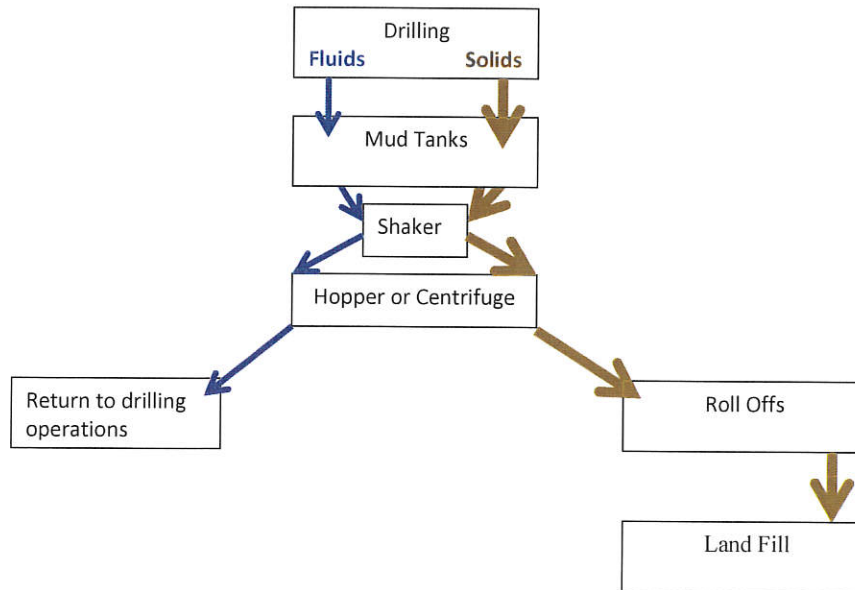 Drilling
Fluids Solids
Mud Tanks
Shaker
Hopper or Centrifuge
Return to drilling
operations
Roll Offs
Land Fill